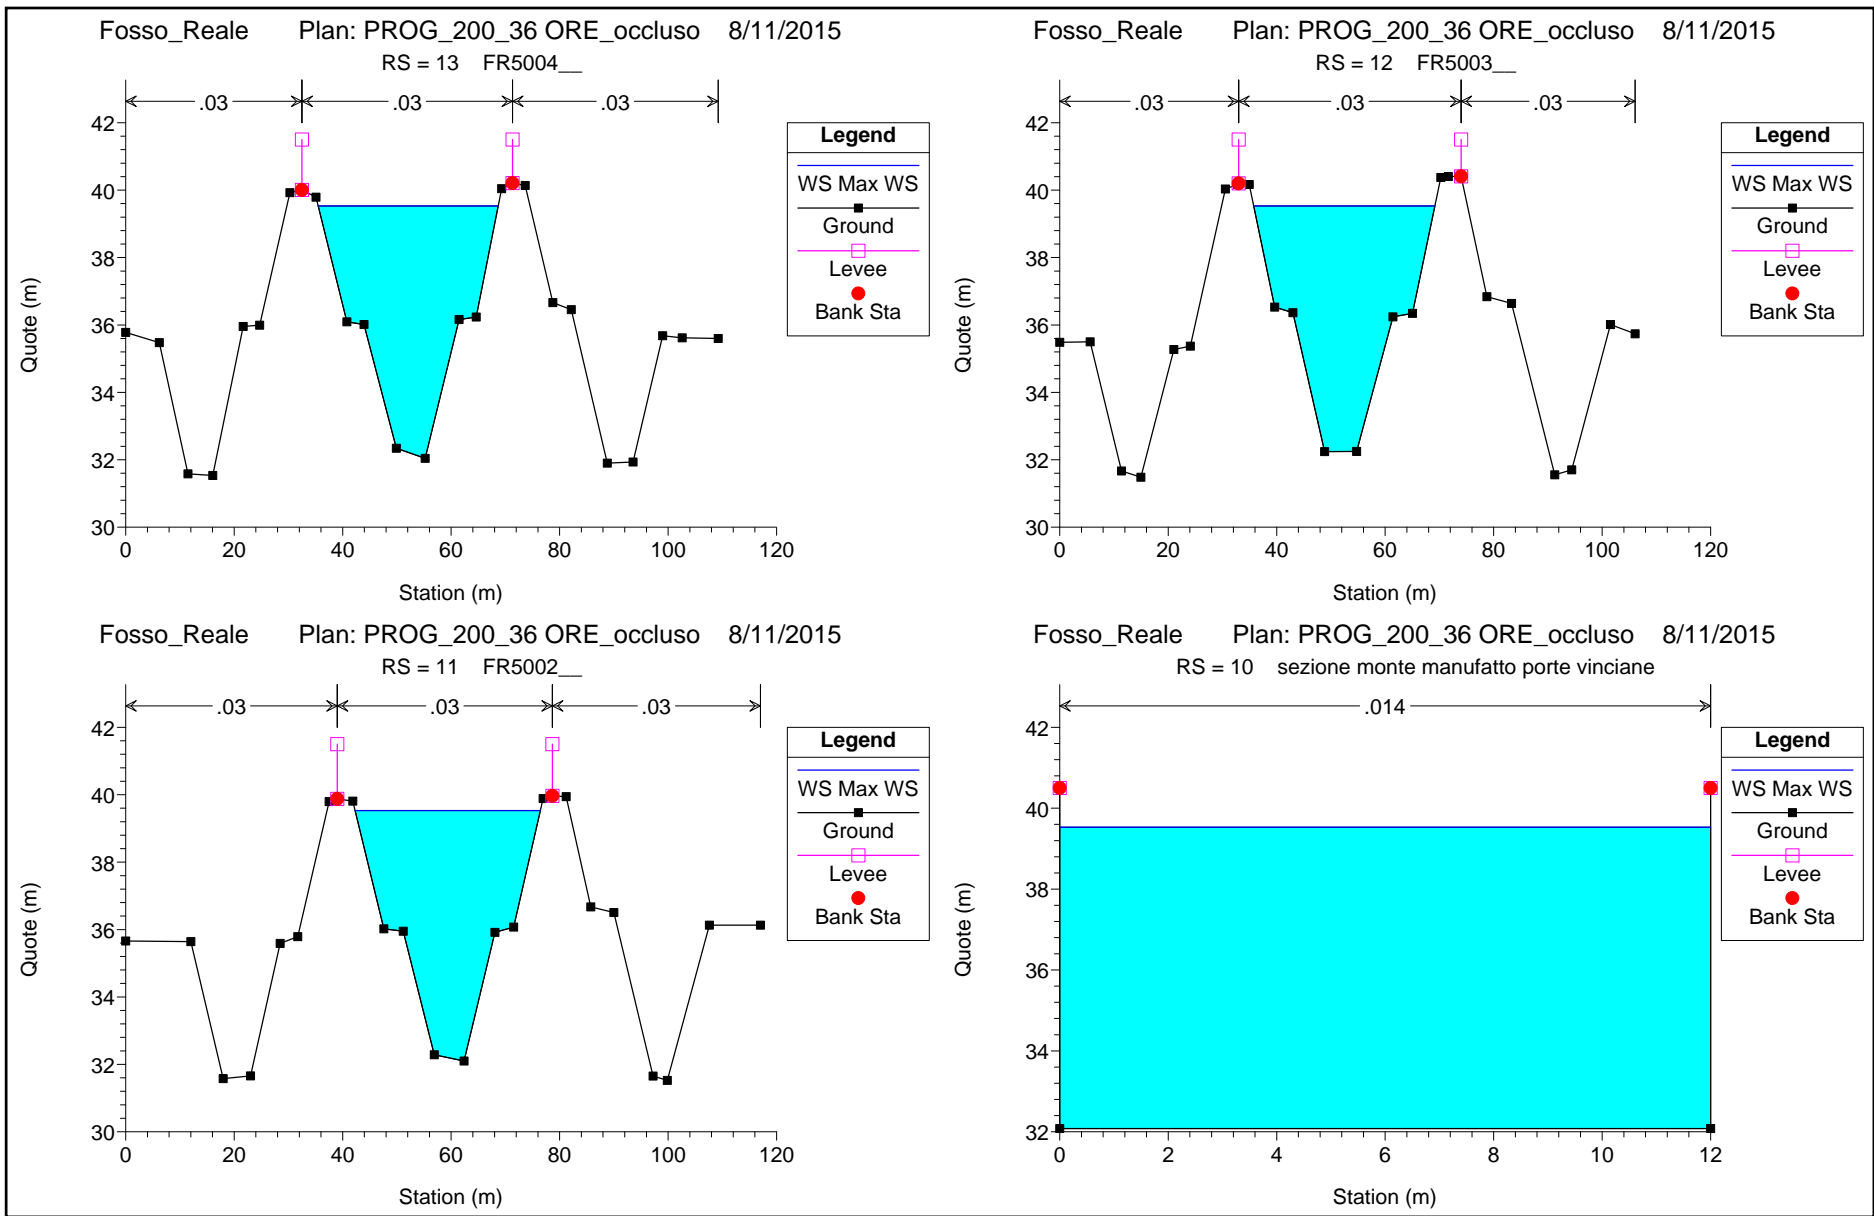 Fosso_Reale Plan: PROG_200_36 ORE_occluso 8/11/2015
RS = 13 FR5004__
.03 .03 .03
42
40
38
36
34
32
30
0 20 40 60 80 100 120
Quote (m)
Station (m)
Legend
WS Max WS
Ground
Levee
Bank Sta
Fosso_Reale Plan: PROG_200_36 ORE_occluso 8/11/2015
RS = 12 FR5003__
.03 .03 .03
42
40
38
36
34
32
30
0 20 40 60 80 100 120
Quote (m)
Station (m)
Legend
WS Max WS
Ground
Levee
Bank Sta
Fosso_Reale Plan: PROG_200_36 ORE_occluso 8/11/2015
RS = 11 FR5002__
.03 .03 .03
42
40
38
36
34
32
30
0 20 40 60 80 100 120
Quote (m)
Station (m)
Legend
WS Max WS
Ground
Levee
Bank Sta
Fosso_Reale Plan: PROG_200_36 ORE_occluso 8/11/2015
RS = 10 sezione monte manufatto porte vinciane
.014
42
40
38
36
34
32
0 2 4 6 8 10 12
Quote (m)
Station (m)
Legend
WS Max WS
Ground
Levee
Bank Sta